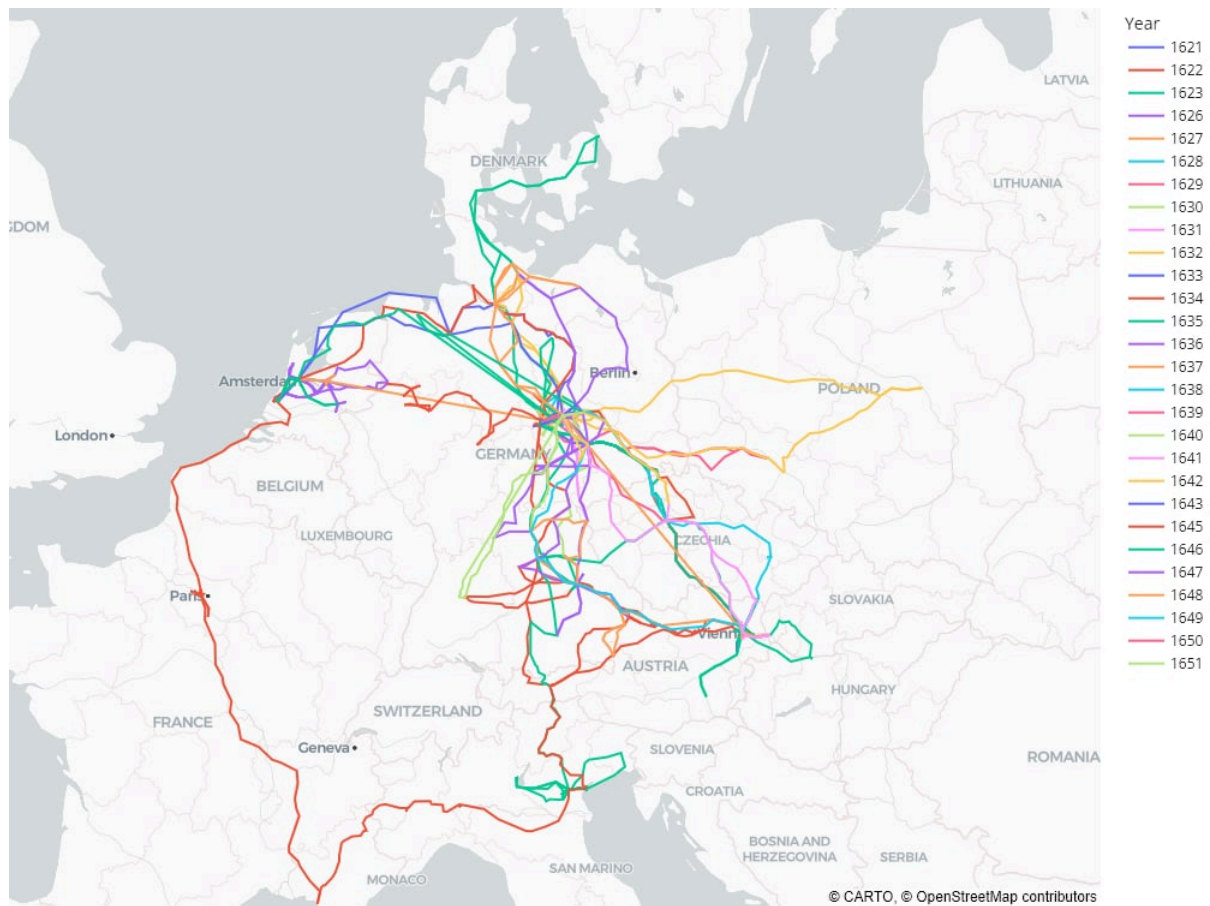 Year
1621
1622
1623
1626
1627
1628
1629
1630
1631
1632
1633
1634
1635
1636
1637
1638
1639
1640
1641
1642
1643
1645
1646
1647
1648
1649
1650
1651
LATVIA
DENMARK
LITHUANIA
GDOM
Berlin
Amsterda
POLAND
London
GERMANY
BELGIUM
LUXEMBOURG
CZECHIA
Paris
SLOVAKIA
Vienn
AUSTRIA
HUNGARY
SWITZERLAND
FRANCE
Geneva
SLOVENIA
ROMANIA
CROATIA
BOSNIA AND
HERZEGOVINA
SERBIA
SAN MARINO
MONACO
© CARTO, © OpenStreetMap contributors